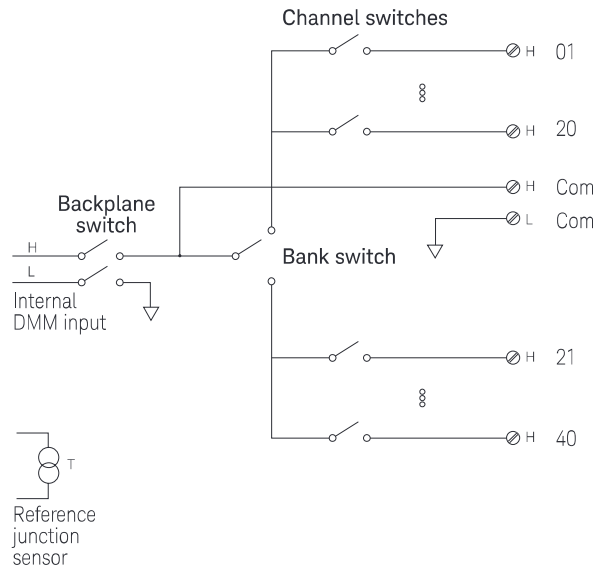 Channel switches
H 01
H 20
H Com
L Com
Backplane
switch
H
L
Internal
DMM input
Bank switch
H 21
H 40
T
Reference
junction
sensor